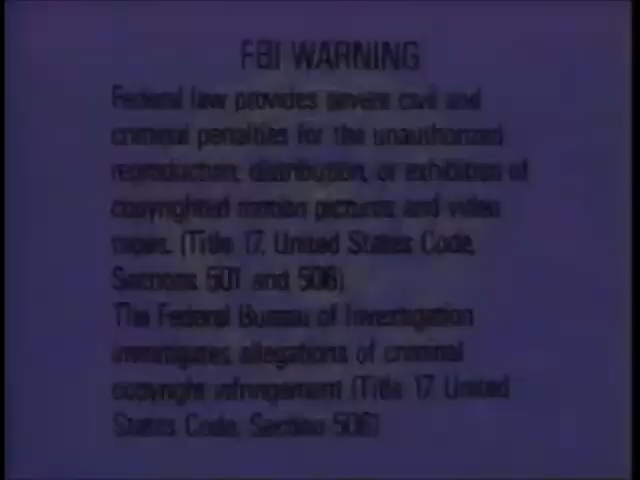 FBI WARNING
Federal law provides severe civil and
criminal penalties for the unauthorized
reproduction, distribution, or exhibition of
copyrighted motion pictures and video
tapes. (Title 17, United States Code,
Sections 501 and 506)
The Federal Bureau of Investigation
investigates allegations of criminal
copyright infringement (Title 17, United
States Code, Section 506)